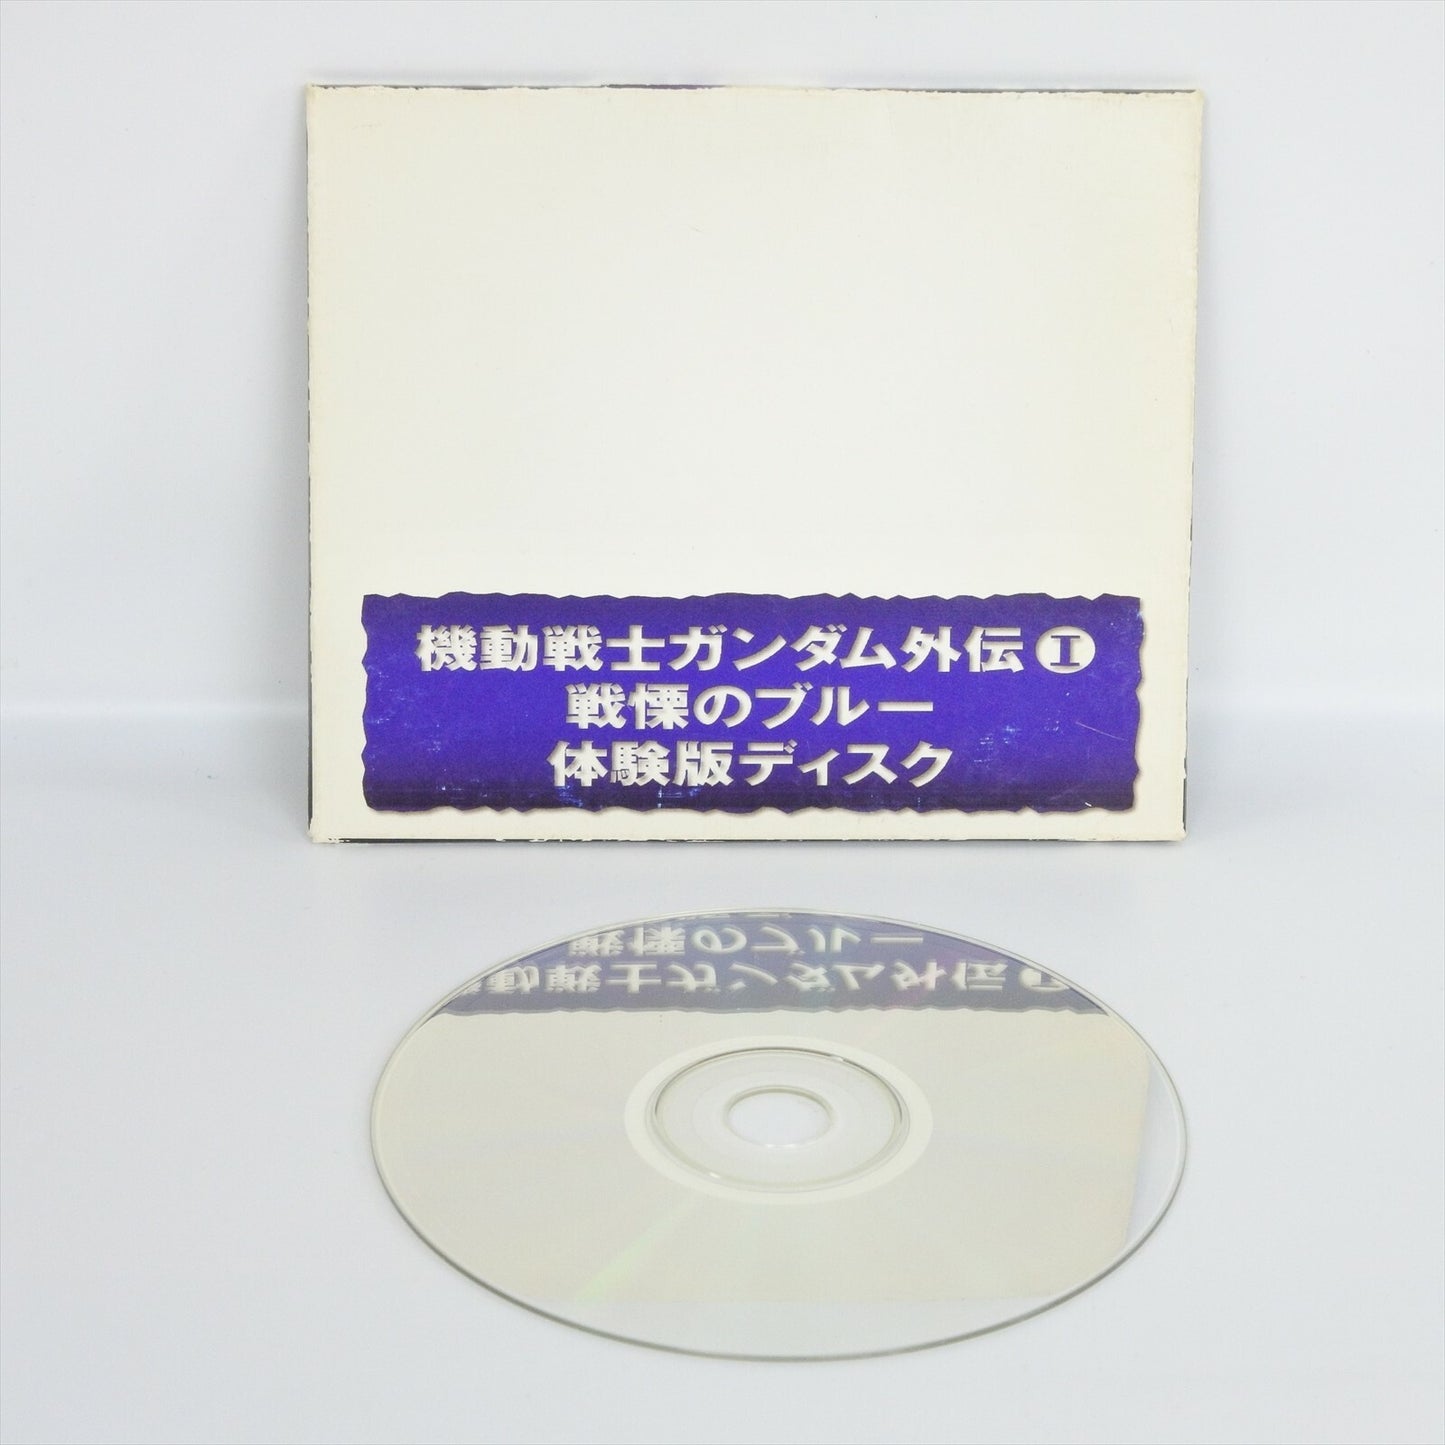 機動戦士ガンダム外伝Ⅰ
戦慄のブルー
体験版ディスク